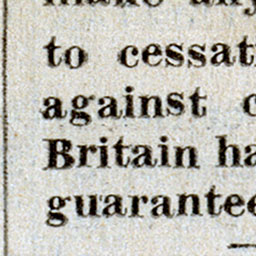 to cessati
against c
Britain ha
guarantee